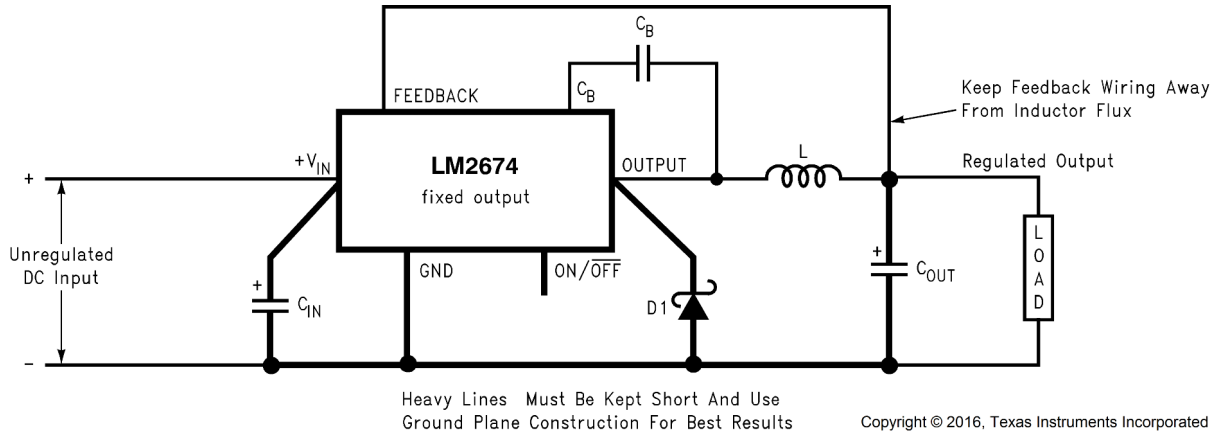 C_B
FEEDBACK
C_B
Keep Feedback Wiring Away
From Inductor Flux
+V_IN
LM2674
fixed output
OUTPUT
L
Regulated Output
+
Unregulated
DC Input
−
+
C_IN
GND
ON/O̅F̅F̅
D1
+
C_OUT
LOAD
Heavy Lines Must Be Kept Short And Use
Ground Plane Construction For Best Results
Copyright © 2016, Texas Instruments Incorporated